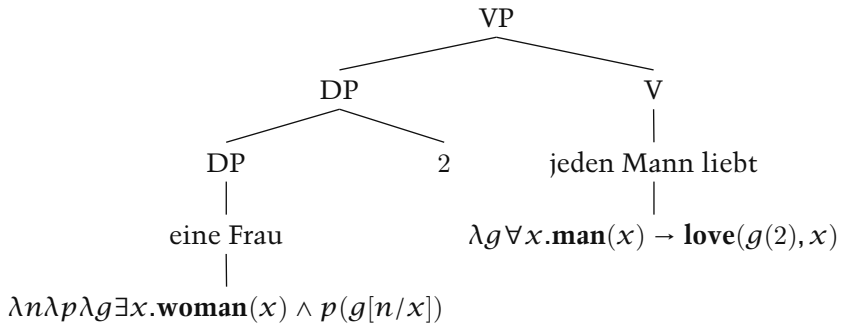 VP
DP V
DP 2 jeden Mann liebt
eine Frau λg∀x.man(x) → love(g(2), x)
λnλpλg∃x.woman(x) ∧ p(g[n/x])